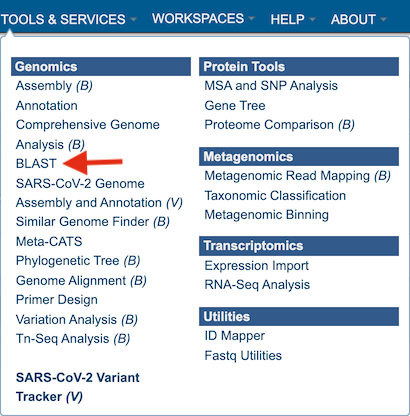 TOOLS & SERVICES WORKSPACES HELP ABOUT
Genomics
Assembly (B)
Annotation
Comprehensive Genome
Analysis (B)
BLAST
SARS-CoV-2 Genome
Assembly and Annotation (V)
Similar Genome Finder (B)
Meta-CATS
Phylogenetic Tree (B)
Genome Alignment (B)
Primer Design
Variation Analysis (B)
Tn-Seq Analysis (B)
SARS-CoV-2 Variant
Tracker (V)
Protein Tools
MSA and SNP Analysis
Gene Tree
Proteome Comparison (B)
Metagenomics
Metagenomic Read Mapping (B)
Taxonomic Classification
Metagenomic Binning
Transcriptomics
Expression Import
RNA-Seq Analysis
Utilities
ID Mapper
Fastq Utilities